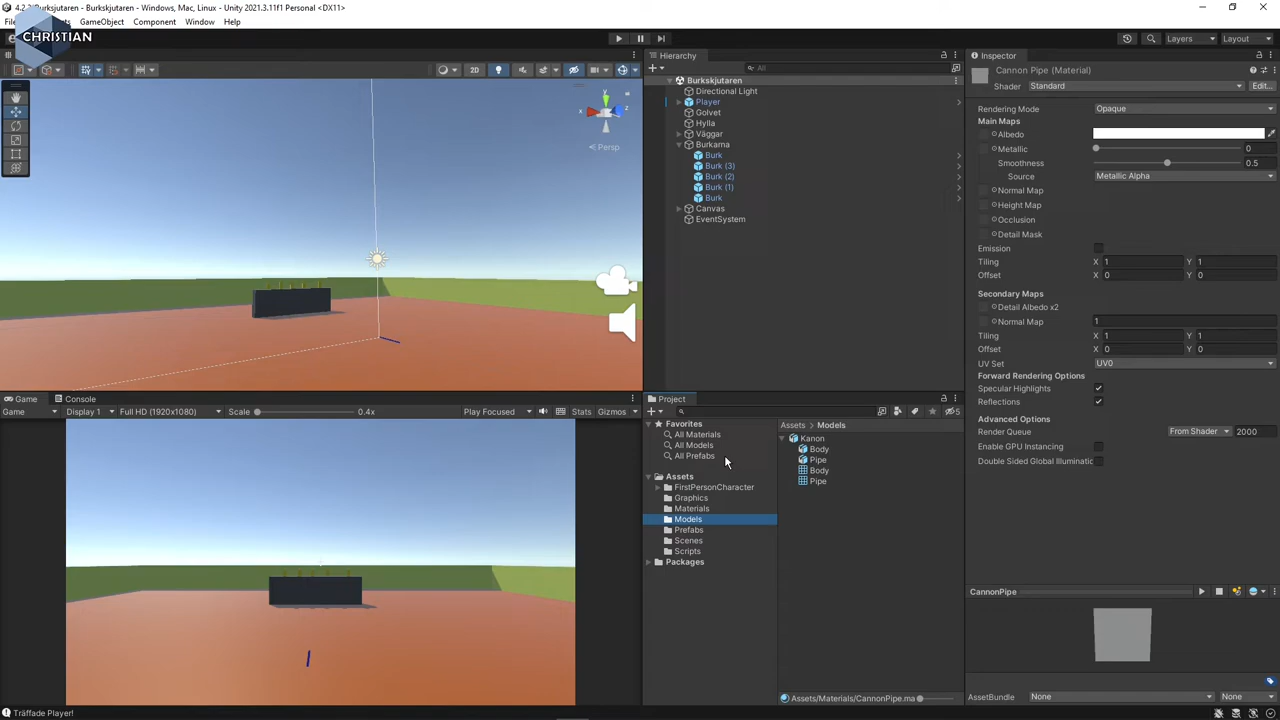 4.2.2 Burkskjutaren - Burkskjutaren - Windows, Mac, Linux - Unity 2021.3.11f1 Personal <DX11>
GameObject Component Window Help
CHRISTIAN
Layers Layout
2D
x y z
Persp
Hierarchy
All
Burkskjutaren
Directional Light
Player
Golvet
Hylla
Väggar
Burkarna
Burk
Burk (3)
Burk (2)
Burk (1)
Burk
Canvas
EventSystem
Inspector
Cannon Pipe (Material)
Shader Standard Edit...
Rendering Mode Opaque
Main Maps
Albedo
Metallic 0
Smoothness 0.5
Source Metallic Alpha
Normal Map
Height Map
Occlusion
Detail Mask
Emission
Tiling X 1 Y 1
Offset X 0 Y 0
Secondary Maps
Detail Albedo x2
Normal Map 1
Tiling X 1 Y 1
Offset X 0 Y 0
UV Set UV0
Forward Rendering Options
Specular Highlights
Reflections
Advanced Options
Render Queue From Shader 2000
Enable GPU Instancing
Double Sided Global Illuminatic
CannonPipe
AssetBundle None None
Game Console
Game Display 1 Full HD (1920x1080) Scale 0.4x Play Focused Stats Gizmos
Project
5
Favorites
All Materials
All Models
All Prefabs
Assets
FirstPersonCharacter
Graphics
Materials
Models
Prefabs
Scenes
Scripts
Packages
Assets Models
Kanon
Body
Pipe
Body
Pipe
Assets/Materials/CannonPipe.ma
Träffade Player!